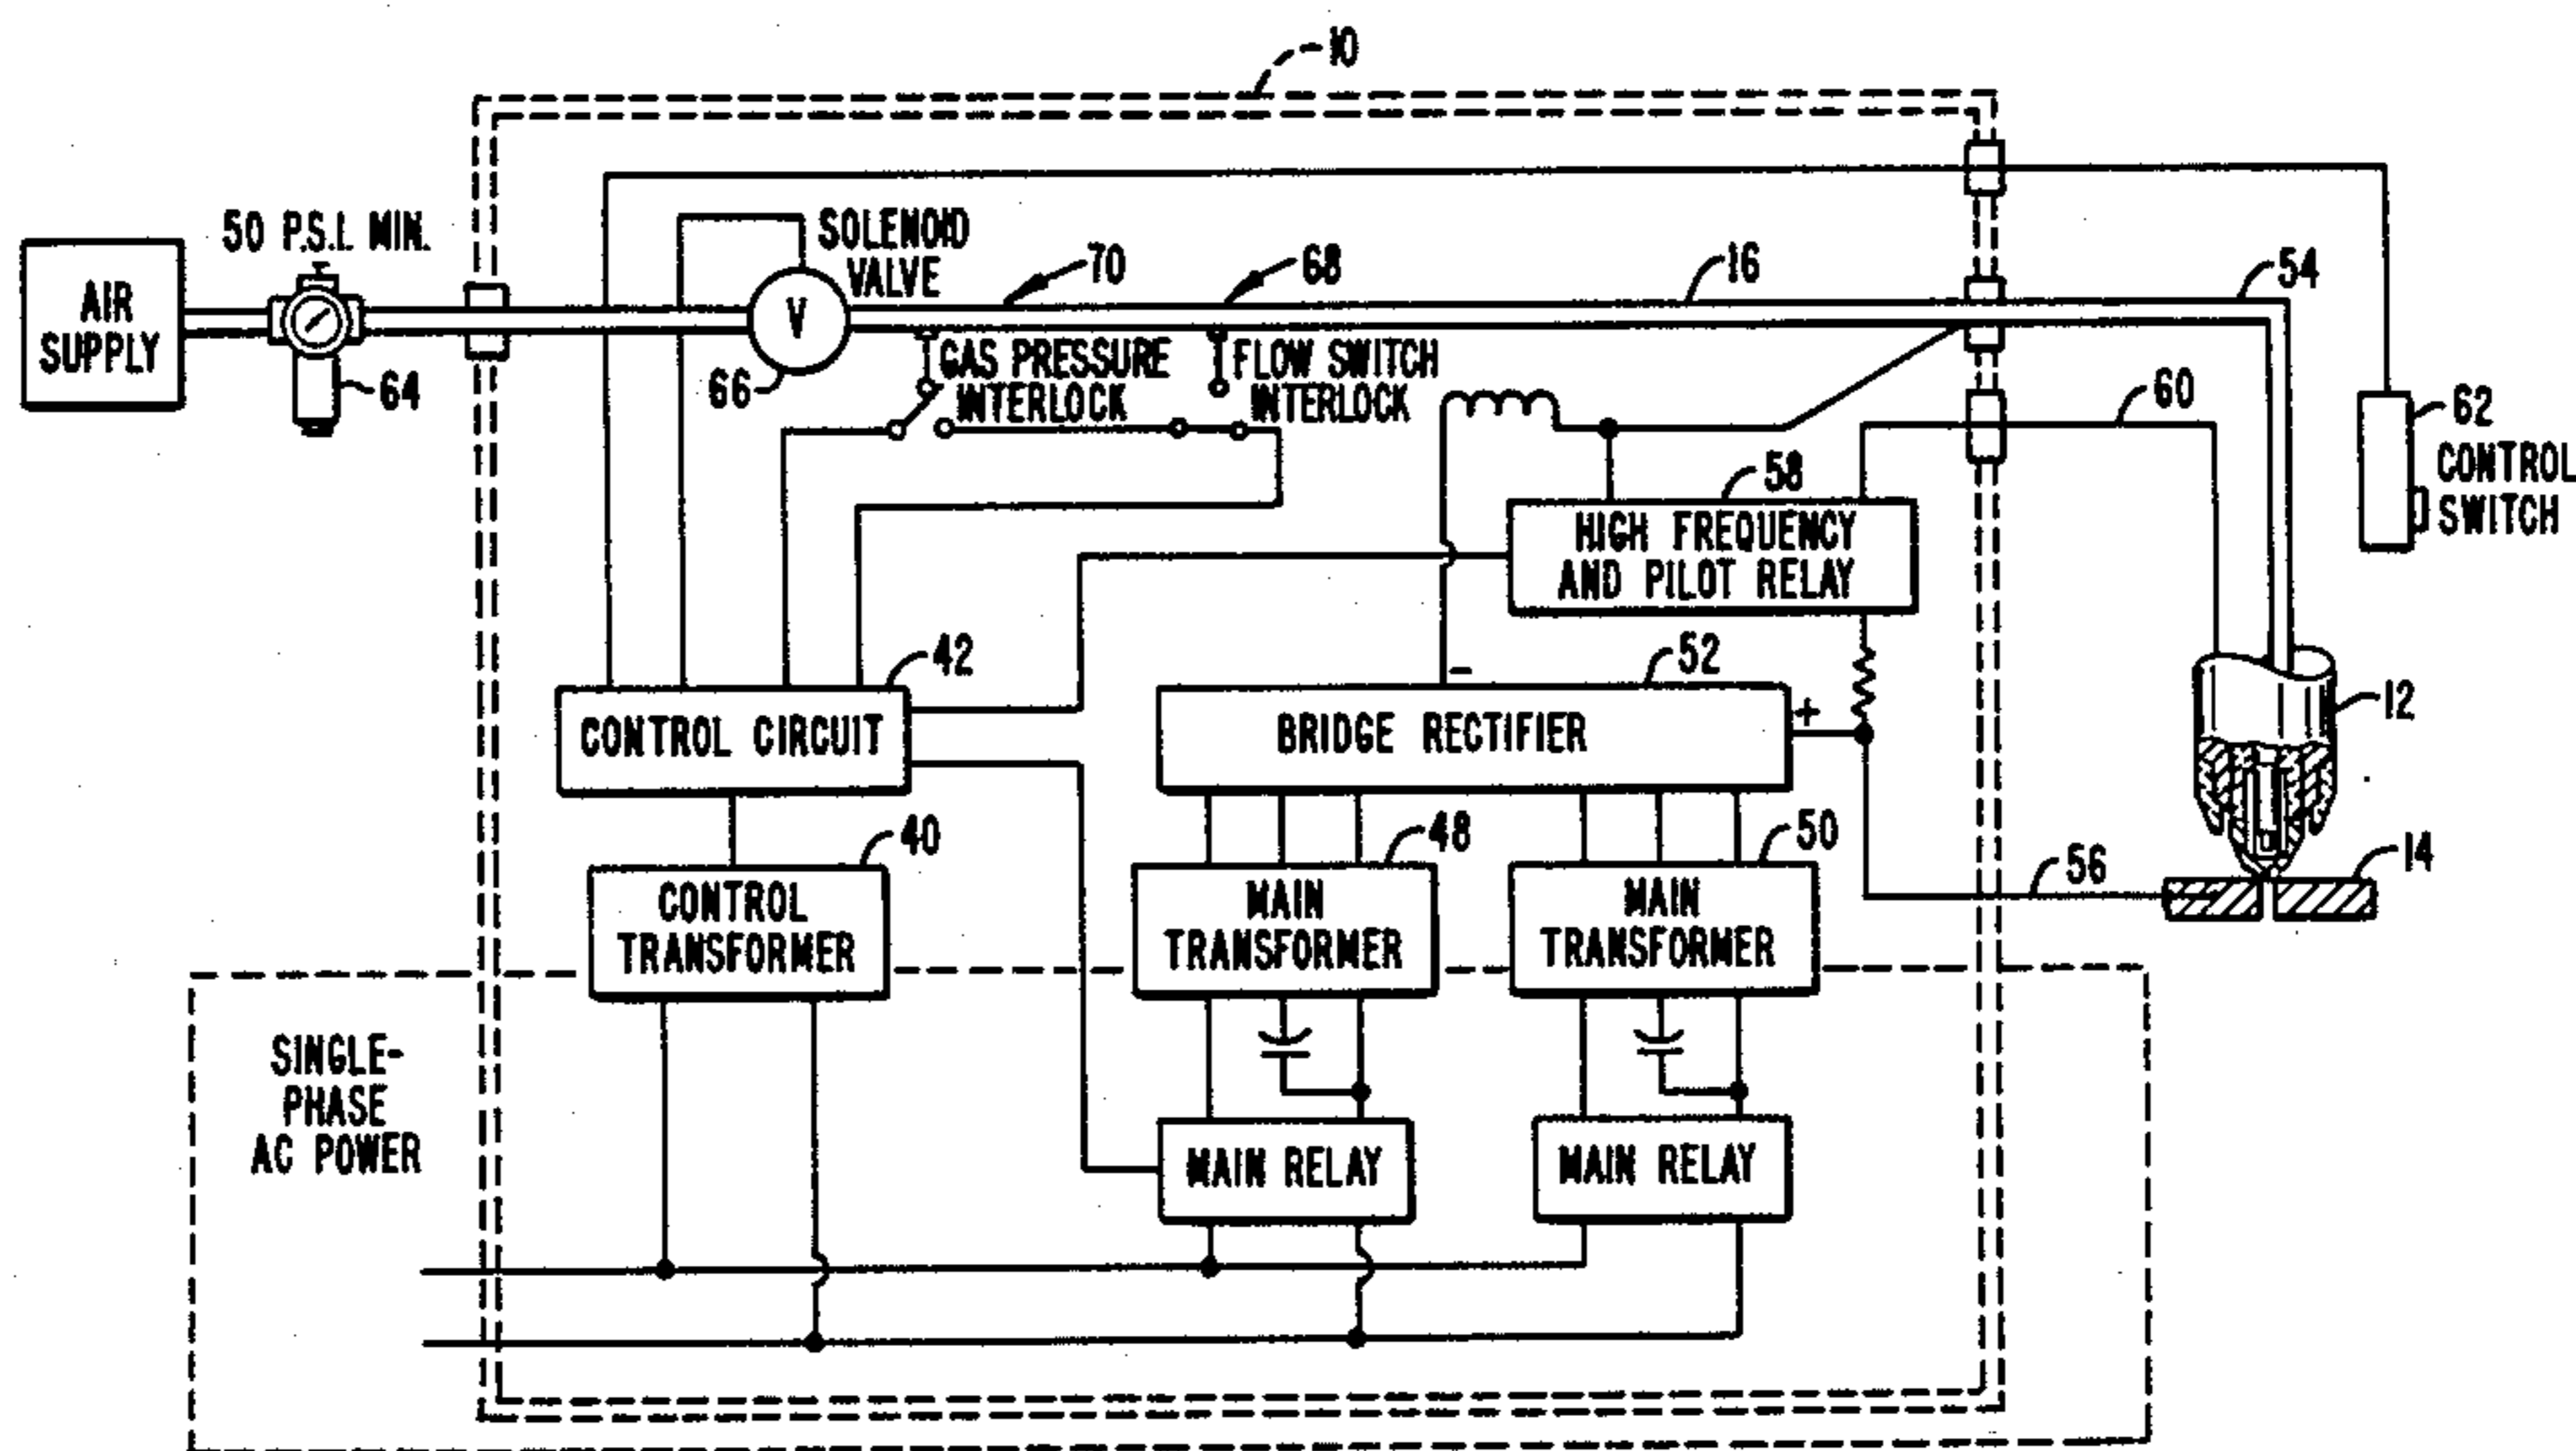 10
50 P.S.I. MIN.
SOLENOID
VALVE
70
68
16
54
AIR
SUPPLY
V
64
66
GAS PRESSURE
INTERLOCK
FLOW SWITCH
INTERLOCK
60
62
CONTROL
SWITCH
58
HIGH FREQUENCY
AND PILOT RELAY
42
CONTROL CIRCUIT
-
52
BRIDGE RECTIFIER
+
12
40
CONTROL
TRANSFORMER
48
MAIN
TRANSFORMER
50
MAIN
TRANSFORMER
56
14
SINGLE-
PHASE
AC POWER
MAIN RELAY
MAIN RELAY